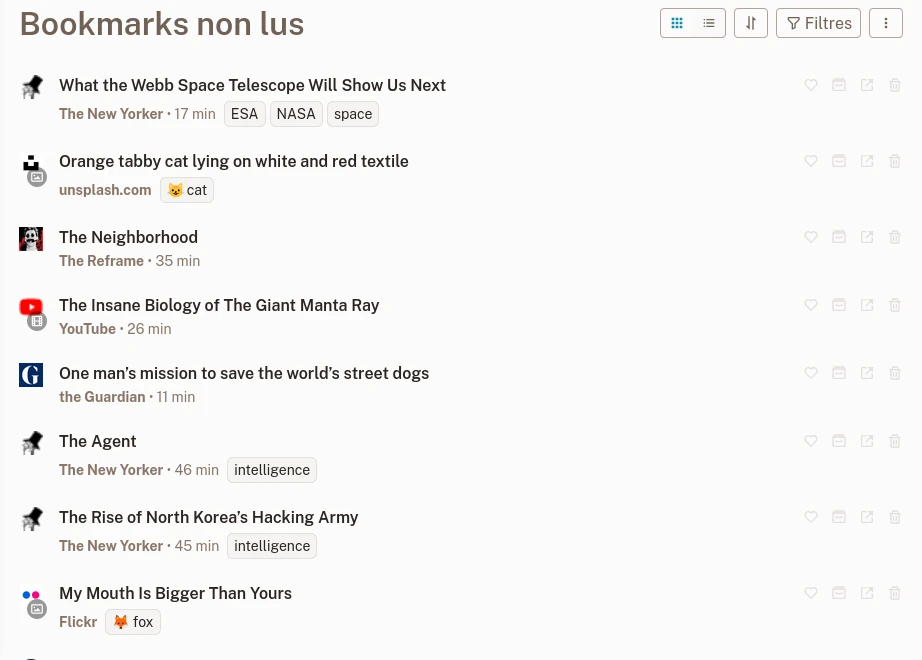 Bookmarks non lus
Filtres
What the Webb Space Telescope Will Show Us Next
The New Yorker • 17 min ESA NASA space
Orange tabby cat lying on white and red textile
unsplash.com 😺 cat
The Neighborhood
The Reframe • 35 min
The Insane Biology of The Giant Manta Ray
YouTube • 26 min
One man’s mission to save the world’s street dogs
G
the Guardian • 11 min
The Agent
The New Yorker • 46 min intelligence
The Rise of North Korea’s Hacking Army
The New Yorker • 45 min intelligence
My Mouth Is Bigger Than Yours
Flickr 🦊 fox